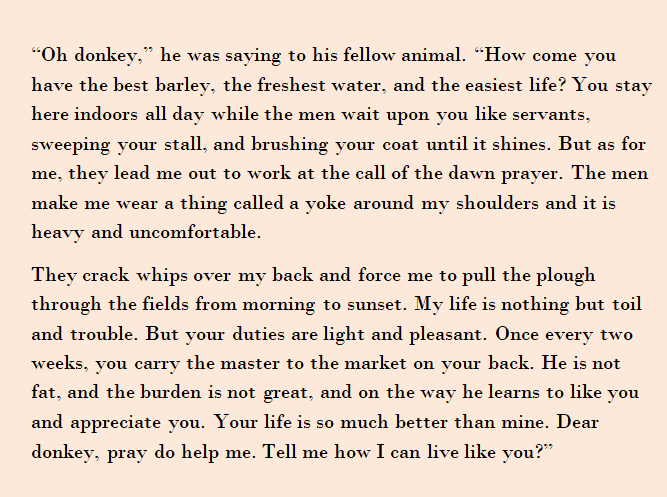 “Oh donkey,” he was saying to his fellow animal. “How come you
have the best barley, the freshest water, and the easiest life? You stay
here indoors all day while the men wait upon you like servants,
sweeping your stall, and brushing your coat until it shines. But as for
me, they lead me out to work at the call of the dawn prayer. The men
make me wear a thing called a yoke around my shoulders and it is
heavy and uncomfortable.
They crack whips over my back and force me to pull the plough
through the fields from morning to sunset. My life is nothing but toil
and trouble. But your duties are light and pleasant. Once every two
weeks, you carry the master to the market on your back. He is not
fat, and the burden is not great, and on the way he learns to like you
and appreciate you. Your life is so much better than mine. Dear
donkey, pray do help me. Tell me how I can live like you?”